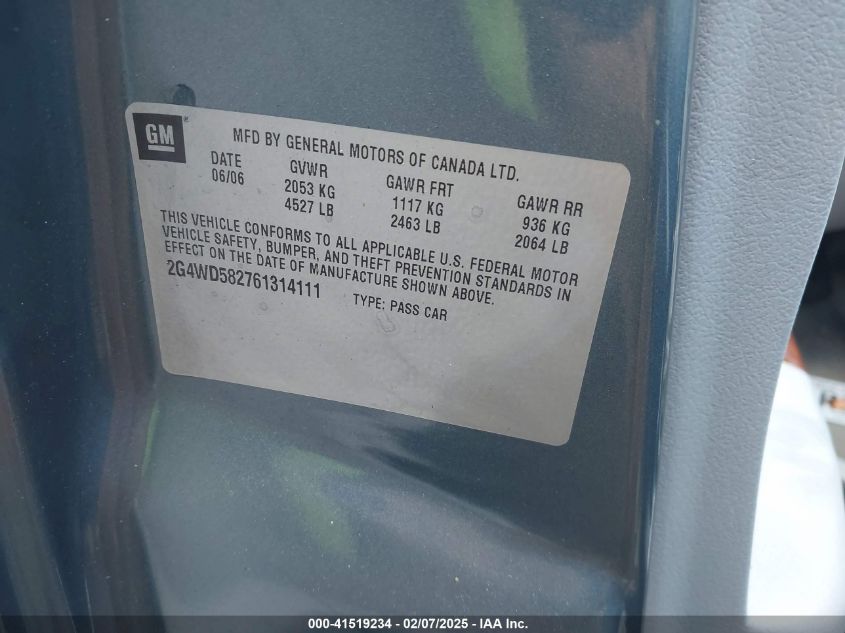 GM
MFD BY GENERAL MOTORS OF CANADA LTD.
DATE GVWR GAWR FRT GAWR RR
06/06 2053 KG 1117 KG 936 KG
4527 LB 2463 LB 2064 LB
THIS VEHICLE CONFORMS TO ALL APPLICABLE U.S. FEDERAL MOTOR
VEHICLE SAFETY, BUMPER, AND THEFT PREVENTION STANDARDS IN
EFFECT ON THE DATE OF MANUFACTURE SHOWN ABOVE.
2G4WD582761314111 TYPE: PASS CAR
000-41519234 - 02/07/2025 - IAA Inc.